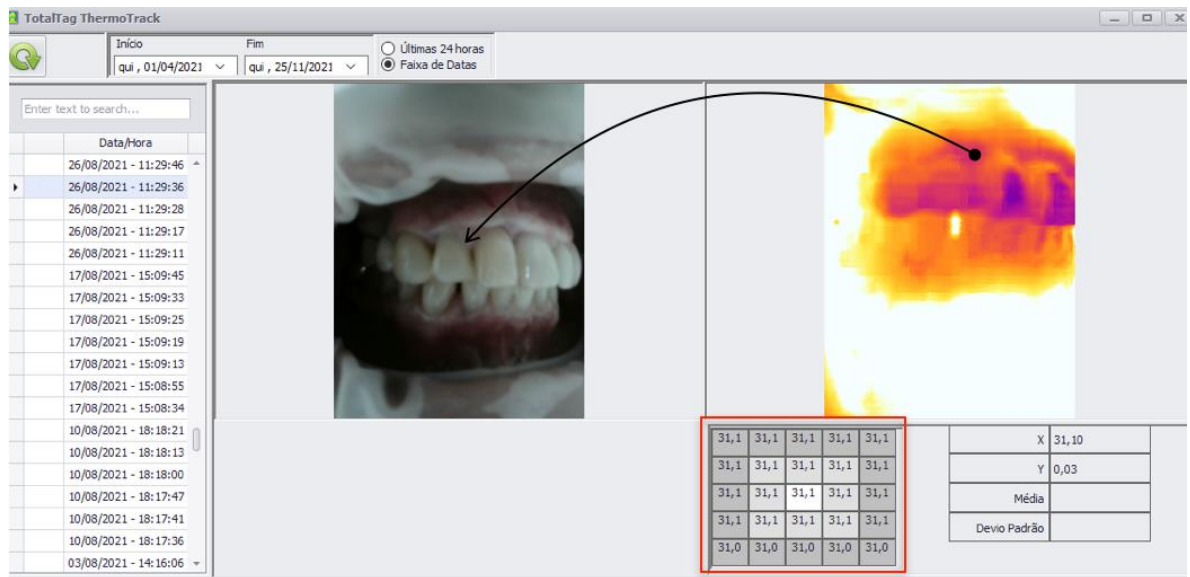 TotalTag ThermoTrack
Início Fim
qui , 01/04/2021 qui , 25/11/2021
Últimas 24 horas
Faixa de Datas
Enter text to search...
Data/Hora
26/08/2021 - 11:29:46
26/08/2021 - 11:29:36
26/08/2021 - 11:29:28
26/08/2021 - 11:29:17
26/08/2021 - 11:29:11
17/08/2021 - 15:09:45
17/08/2021 - 15:09:33
17/08/2021 - 15:09:25
17/08/2021 - 15:09:19
17/08/2021 - 15:09:13
17/08/2021 - 15:08:55
17/08/2021 - 15:08:34
10/08/2021 - 18:18:21
10/08/2021 - 18:18:13
10/08/2021 - 18:18:00
10/08/2021 - 18:17:47
10/08/2021 - 18:17:41
10/08/2021 - 18:17:36
03/08/2021 - 14:16:06
31,1 31,1 31,1 31,1 31,1
31,1 31,1 31,1 31,1 31,1
31,1 31,1 31,1 31,1 31,1
31,1 31,1 31,1 31,1 31,1
31,0 31,0 31,0 31,0 31,0
X 31,10
Y 0,03
Média
Devio Padrão